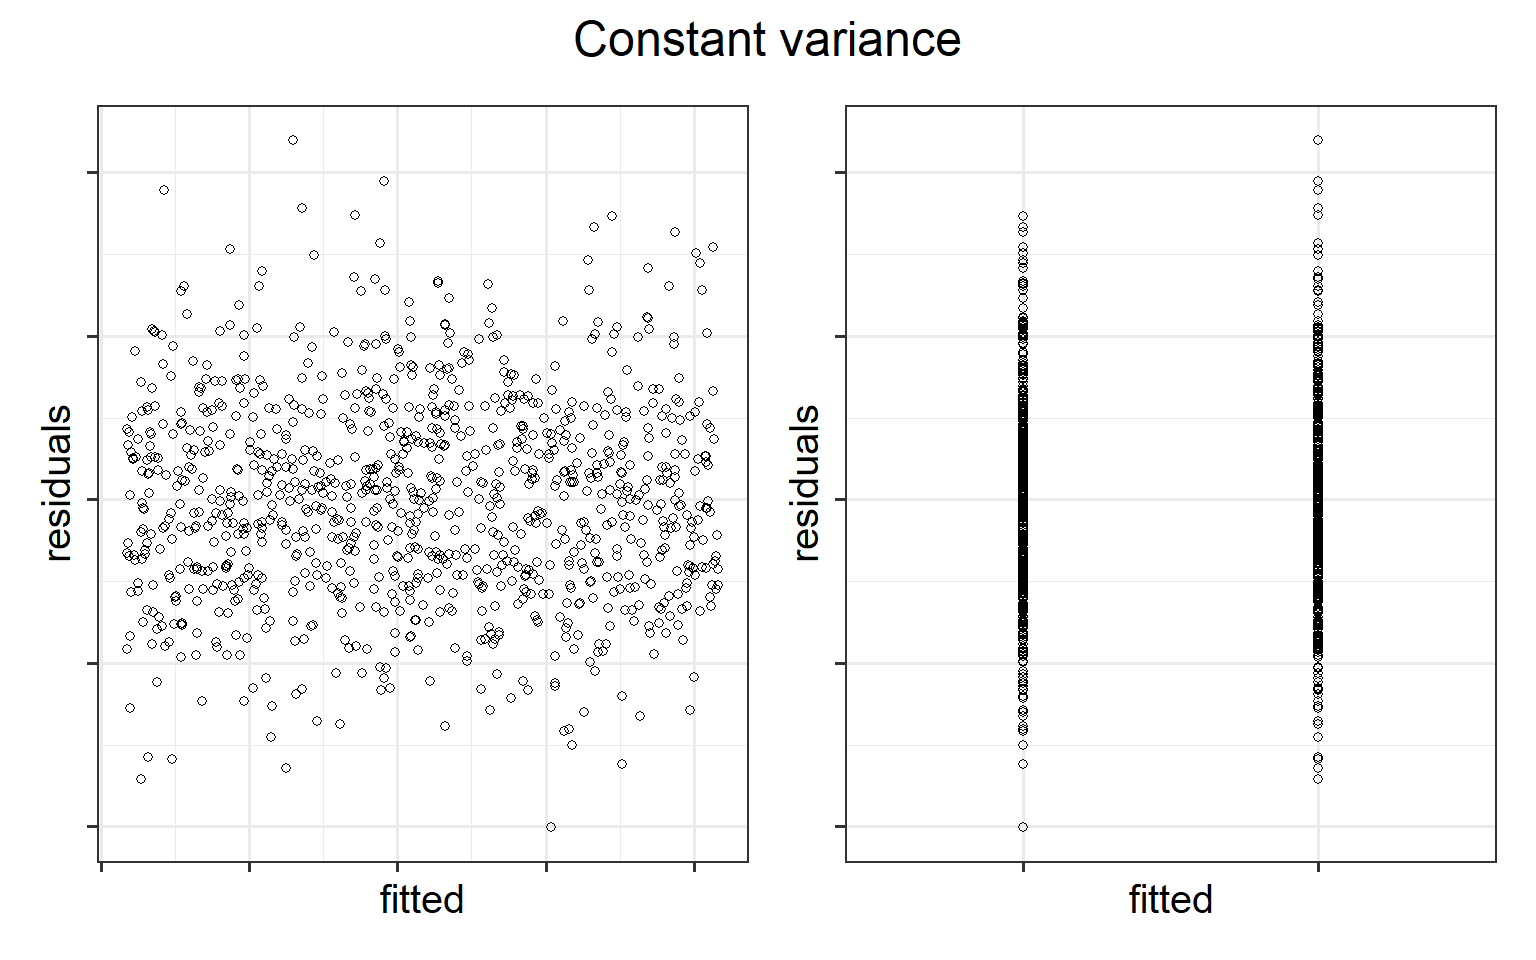 Constant variance
residuals
fitted
residuals
fitted